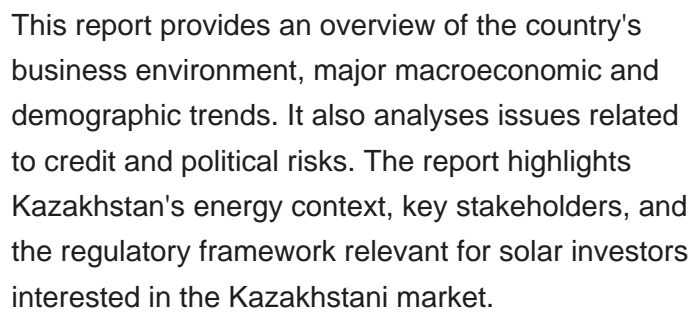 This report provides an overview of the country's
business environment, major macroeconomic and
demographic trends. It also analyses issues related
to credit and political risks. The report highlights
Kazakhstan's energy context, key stakeholders, and
the regulatory framework relevant for solar investors
interested in the Kazakhstani market.